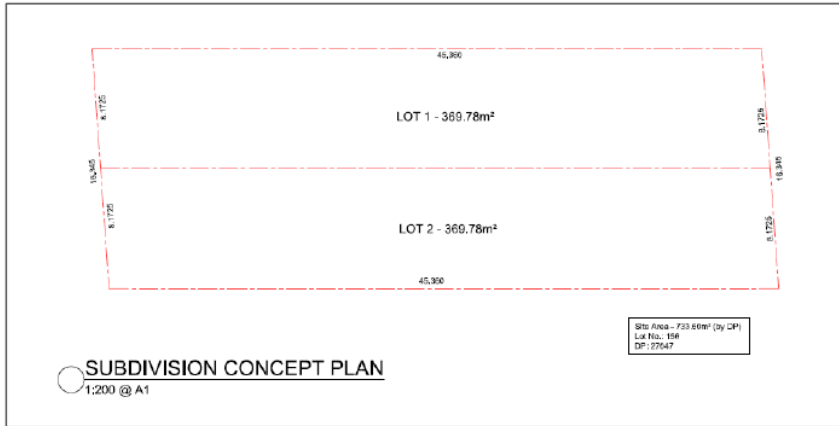 45,360
8.1725
8.1725
LOT 1 - 369.78m²
16.345
16.345
8.1725
8.1725
LOT 2 - 369.78m²
45,360
Site Area - 733.60m² (by DP)
Lot No.: 156
DP: 27047
SUBDIVISION CONCEPT PLAN
1:200 @ A1